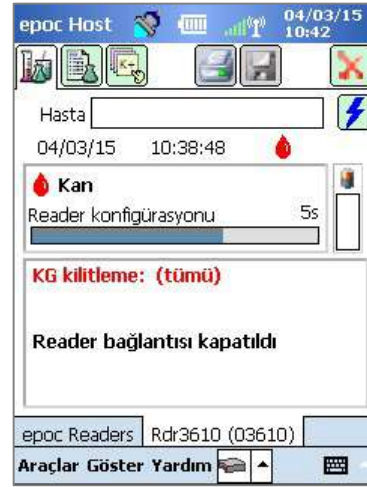 epoc Host 04/03/15
10:42
Hasta
04/03/15 10:38:48
Kan
Reader konfigürasyonu 5s
KG kilitleme: (tümü)
Reader bağlantısı kapatıldı
epoc Readers Rdr3610 (03610)
Araçlar Göster Yardım